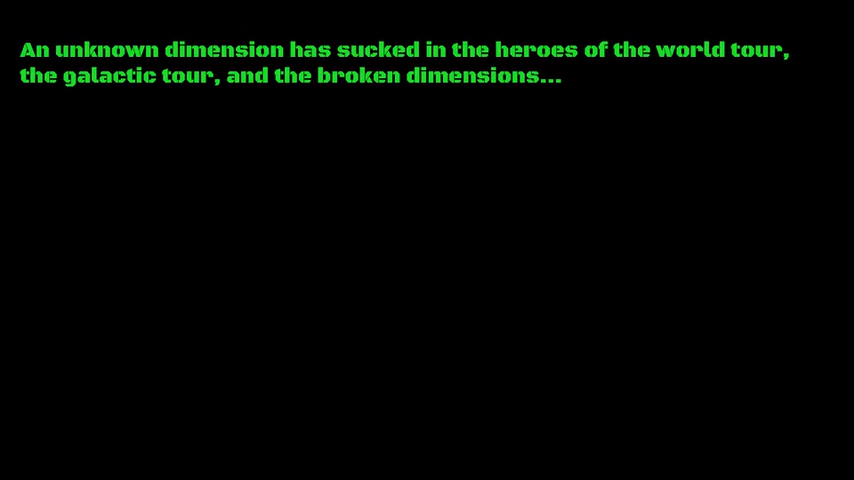 An unknown dimension has sucked in the heroes of the world tour,
the galactic tour, and the broken dimensions...